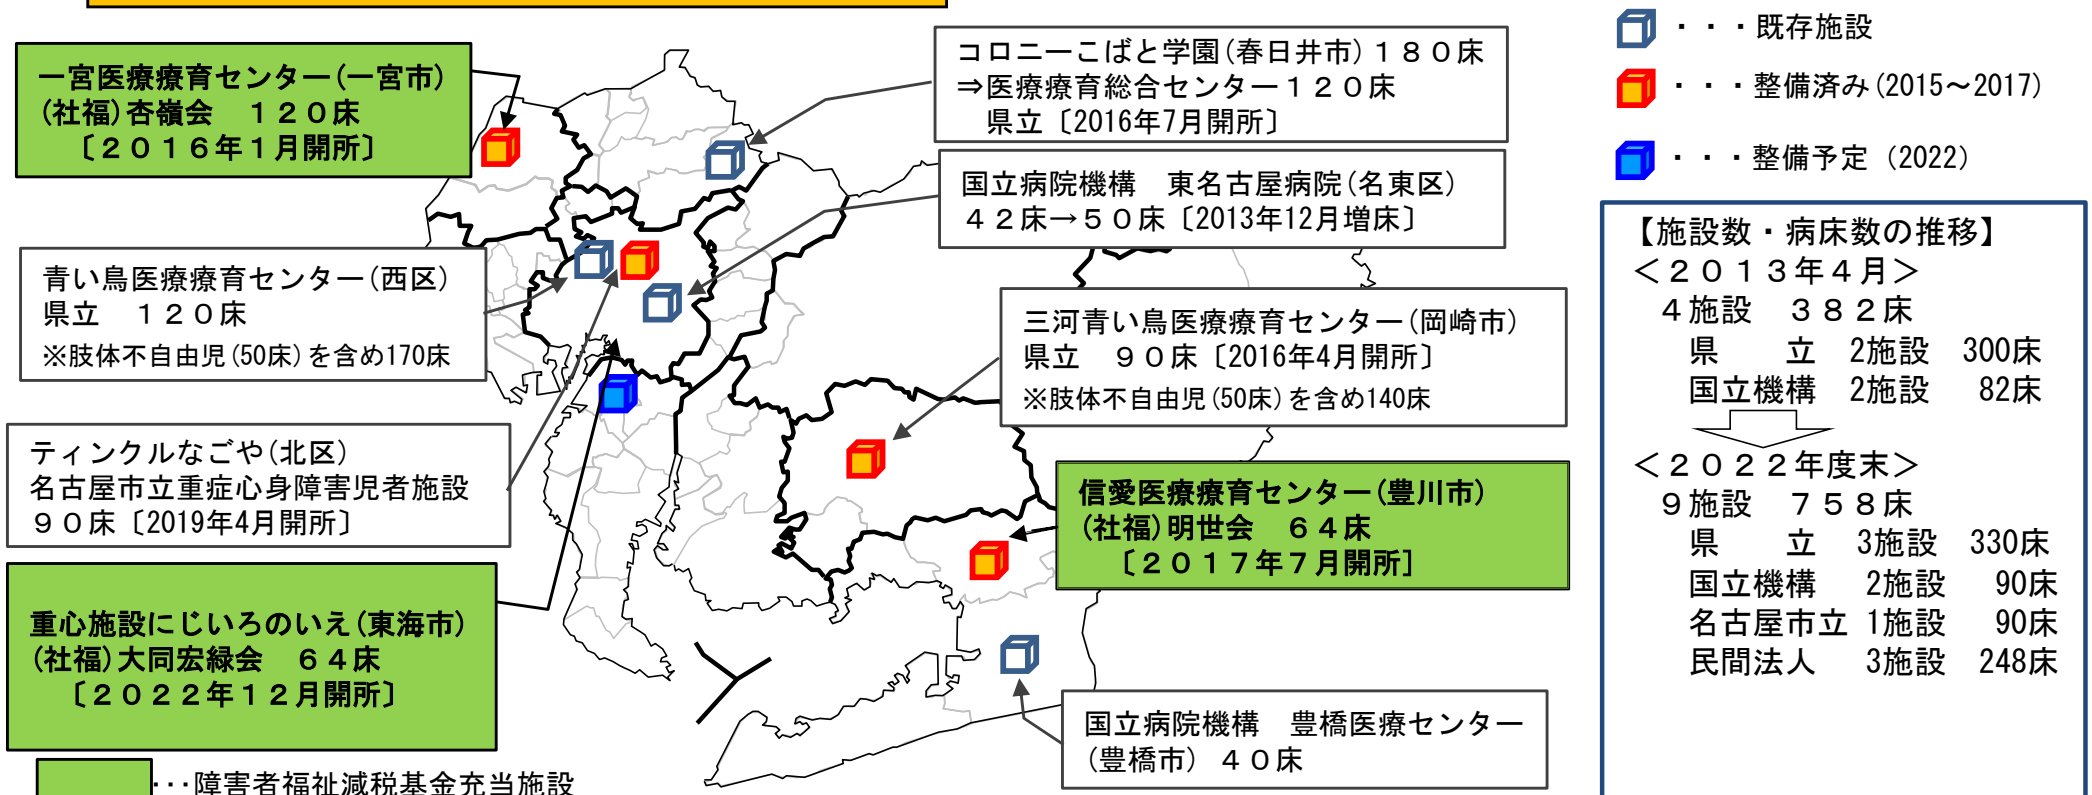 一宮医療療育センター(一宮市)
(社福)杏嶺会　１２０床
〔２０１６年１月開所〕
コロニーこばと学園(春日井市)１８０床
⇒医療療育総合センター１２０床
県立〔2016年7月開所〕
国立病院機構　東名古屋病院(名東区)
４２床→５０床〔2013年12月増床〕
青い鳥医療療育センター(西区)
県立　１２０床
※肢体不自由児(50床)を含め170床
三河青い鳥医療療育センター(岡崎市)
県立　９０床〔2016年4月開所〕
※肢体不自由児(50床)を含め140床
ティンクルなごや(北区)
名古屋市立重症心身障害児者施設
９０床〔2019年4月開所〕
信愛医療療育センター(豊川市)
(社福)明世会　６４床
〔２０１７年７月開所〕
重心施設にじいろのいえ(東海市)
(社福)大同宏緑会　６４床
〔２０２２年１２月開所〕
国立病院機構　豊橋医療センター
(豊橋市)　４０床
・・・障害者福祉減税基金充当施設
・・・既存施設
・・・整備済み(2015～2017)
・・・整備予定（2022）
【施設数・病床数の推移】
＜２０１３年４月＞
４施設　３８２床
県　　立　2施設　300床
国立機構　2施設　82床
＜２０２２年度末＞
９施設　７５８床
県　　立　3施設　330床
国立機構　2施設　90床
名古屋市立 1施設　90床
民間法人　3施設　248床